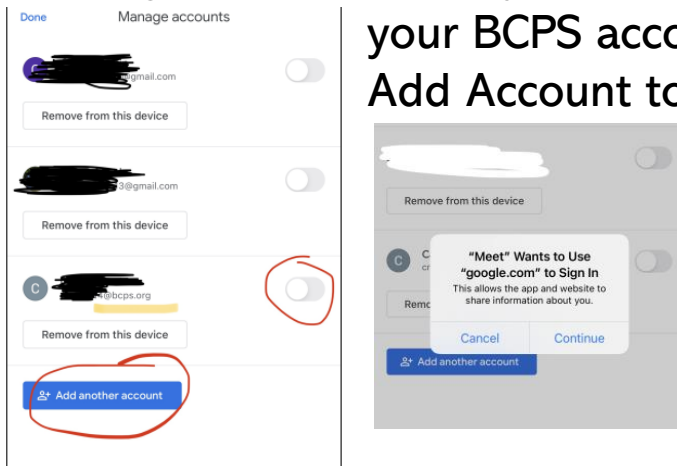 Done Manage accounts
@gmail.com
Remove from this device
3@gmail.com
Remove from this device
C
4@bcps.org
Remove from this device
Add another account
your BCPS
Add Account
Remove from this device
C
"Meet" Wants to Use
"google.com" to Sign In
This allows the app and website to
share information about you.
Cancel Continue
Add another account